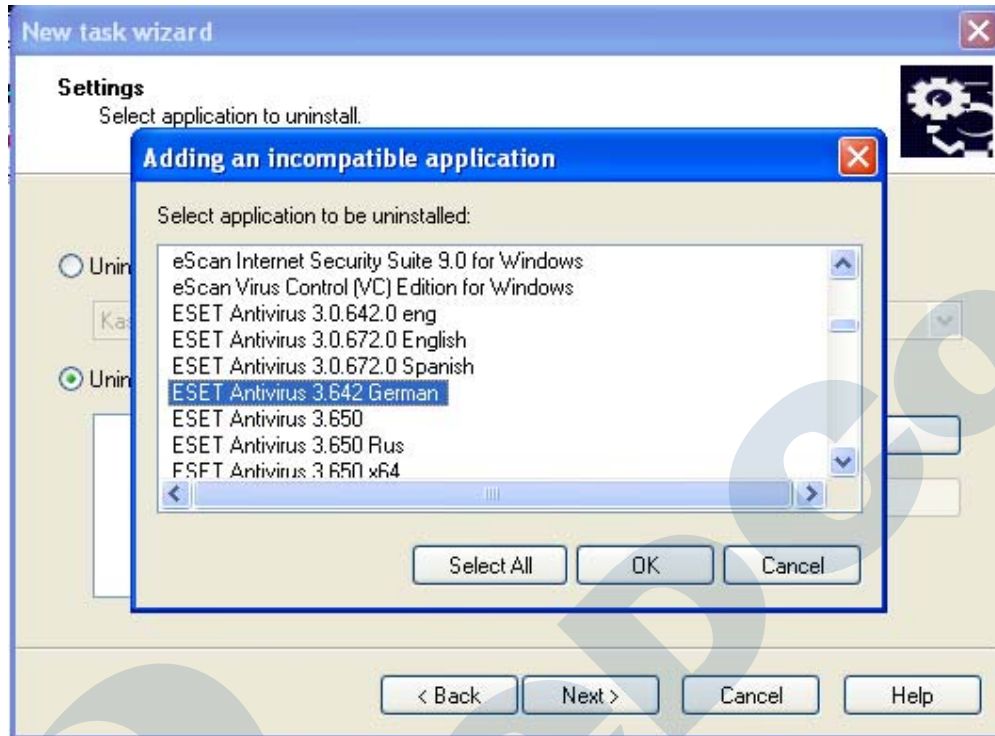 New task wizard
Settings
Select application to uninstall.
Adding an incompatible application
Select application to be uninstalled:
eScan Internet Security Suite 9.0 for Windows
eScan Virus Control (VC) Edition for Windows
ESET Antivirus 3.0.642.0 eng
ESET Antivirus 3.0.672.0 English
ESET Antivirus 3.0.672.0 Spanish
ESET Antivirus 3.642 German
ESET Antivirus 3.650
ESET Antivirus 3.650 Rus
ESET Antivirus 3.650 x64
Unin
Kas
Unin
Select All OK Cancel
< Back Next > Cancel Help